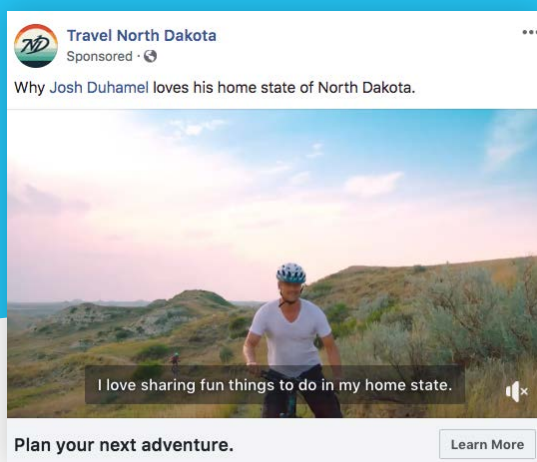 ND
Travel North Dakota
Sponsored ·
Why Josh Duhamel loves his home state of North Dakota.
I love sharing fun things to do in my home state.
Plan your next adventure.
Learn More